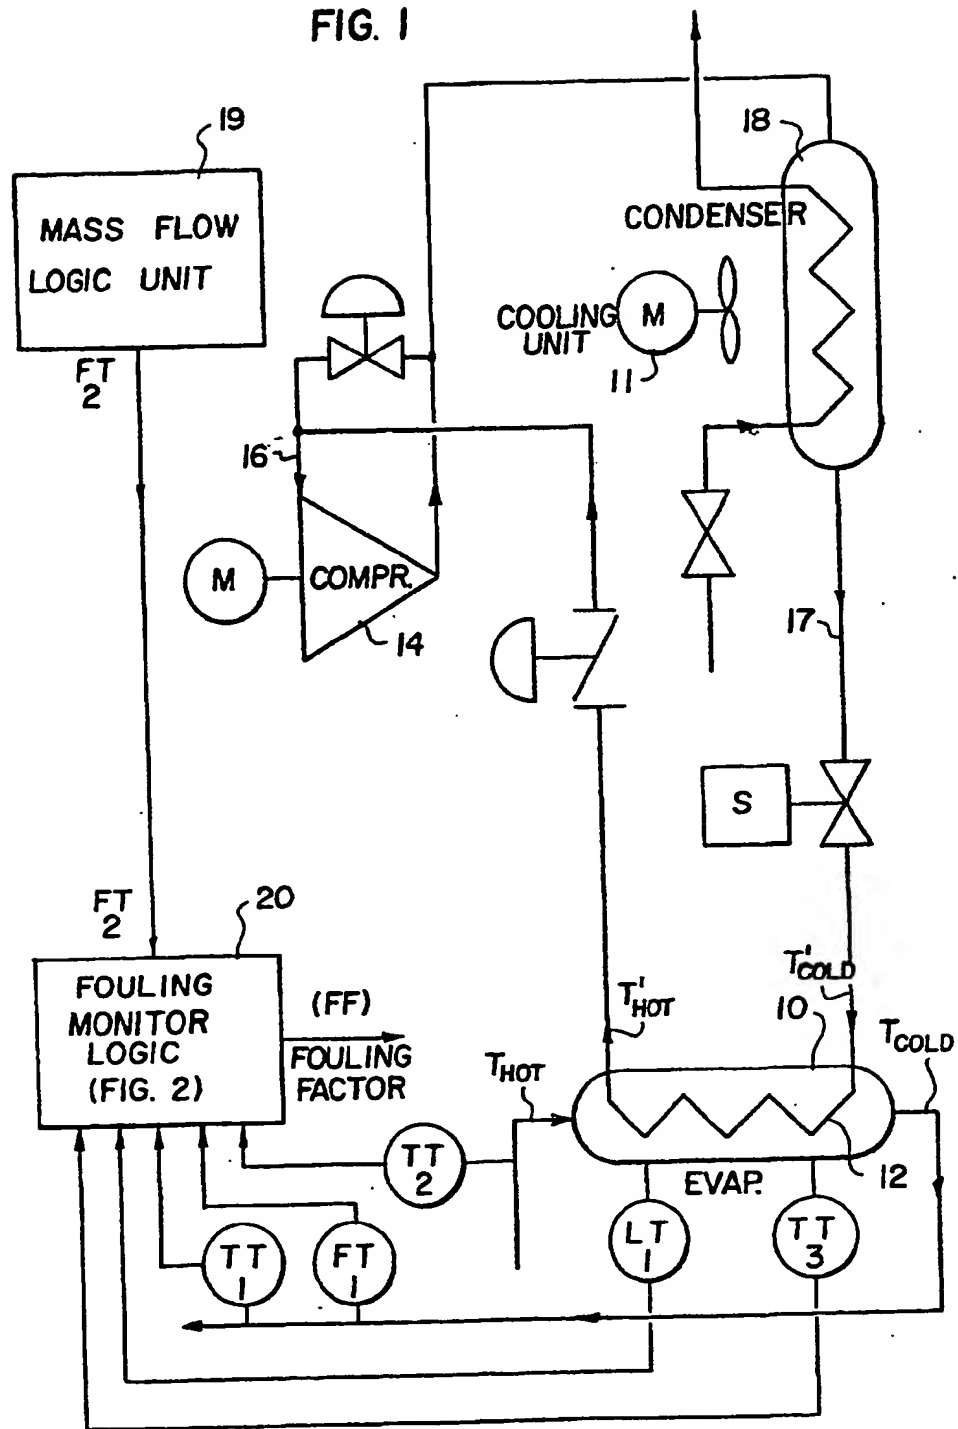 FIG. 1
19
MASS FLOW
LOGIC UNIT
FT
2
18
CONDENSER
COOLING
UNIT
M
11
16
M
COMPR.
14
17
S
FT
2
20
FOULING
MONITOR
LOGIC
(FIG. 2)
(FF)
FOULING
FACTOR
T'HOT
T'COLD
10
TCOLD
THOT
12
EVAP.
TT
2
TT
1
FT
1
LT
1
TT
3